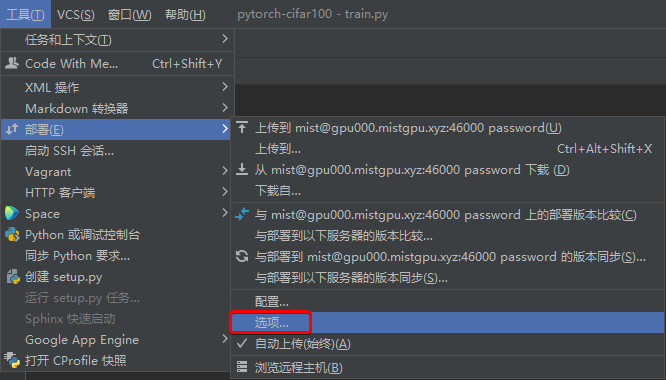 工具(T) VCS(S) 窗口(W) 帮助(H) pytorch-cifar100 - train.py
任务和上下文(T)
Code With Me... Ctrl+Shift+Y
XML 操作
Markdown 转换器
部署(E)
启动 SSH 会话...
Vagrant
HTTP 客户端
Space
Python 或调试控制台
同步 Python 要求...
创建 setup.py
运行 setup.py 任务...
Sphinx 快速启动
Google App Engine
打开 CProfile 快照
上传到 mist@gpu000.mistgpu.xyz:46000 password(U)
上传到... Ctrl+Alt+Shift+X
从 mist@gpu000.mistgpu.xyz:46000 password 下载 (D)
下载自...
与 mist@gpu000.mistgpu.xyz:46000 password 上的部署版本比较(C)
与部署到以下服务器的版本比较...
与部署到 mist@gpu000.mistgpu.xyz:46000 password 的版本同步(S)...
与部署到以下服务器的版本同步(S)...
配置...
选项...
自动上传(始终)(A)
浏览远程主机(B)